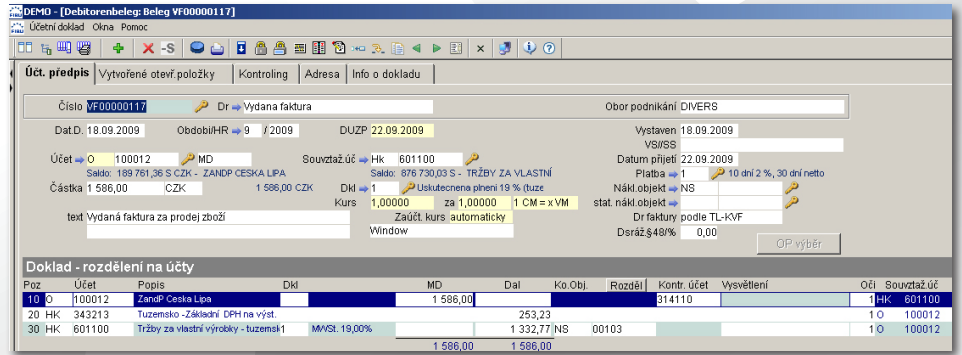 DEMO - [Debitorenbeleg: Beleg VF00000117]
Účetní doklad Okna Pomoc
-S
Účt. předpis Vytvořené otevř.položky Kontroling Adresa Info o dokladu
Číslo VF00000117 Dr Vydana faktura Obor podnikání DIVERS
Dat.D. 18.09.2009 Období/HR 9 / 2009 DUZP 22.09.2009 Vystaven 18.09.2009
VS/SS
Účet O 100012 MD Souvztaž.úč Hk 601100 Datum přijetí 22.09.2009
Saldo: 189 761,36 S CZK - ZANDP CESKA LIPA Saldo: 876 730,03 S - TRŽBY ZA VLASTNÍ Platba 1 10 dní 2 %, 30 dní netto
Částka 1 586,00 CZK 1 586,00 CZK Dkl 1 Uskutecnena plneni 19 % (tuze Nákl.objekt NS
Kurs 1,00000 za 1,00000 1 CM = x VM stat. nákl.objekt
text Vydaná faktura za prodej zboží Zaúčt. kurs automaticky Dr faktury podle TL-KVF
Window Dsráž.§48/% 0,00
OP výběr
Doklad - rozdělení na účty
Poz Účet Popis Dkl MD Dal Ko.Obj. Rozděl Kontr. účet Vysvětlení Oči Souvztaž.úč
10 O 100012 ZandP Ceska Lipa 1 586,00 314110 1 HK 601100
20 HK 343213 Tuzemsko -Základní DPH na výst. 253,23 1 O 100012
30 HK 601100 Tržby za vlastní výrobky - tuzemsk 1 MWSt. 19,00% 1 332,77 NS 00103 1 O 100012
1 586,00 1 586,00